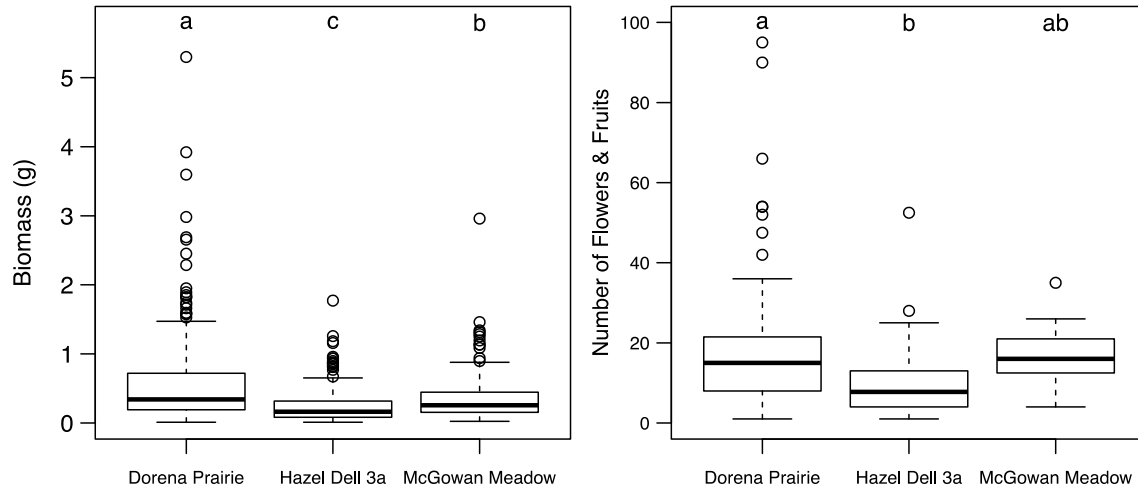 a c b
Biomass (g)
5
4
3
2
1
0
Dorena Prairie Hazel Dell 3a McGowan Meadow
a b ab
Number of Flowers & Fruits
100
80
60
40
20
0
Dorena Prairie Hazel Dell 3a McGowan Meadow